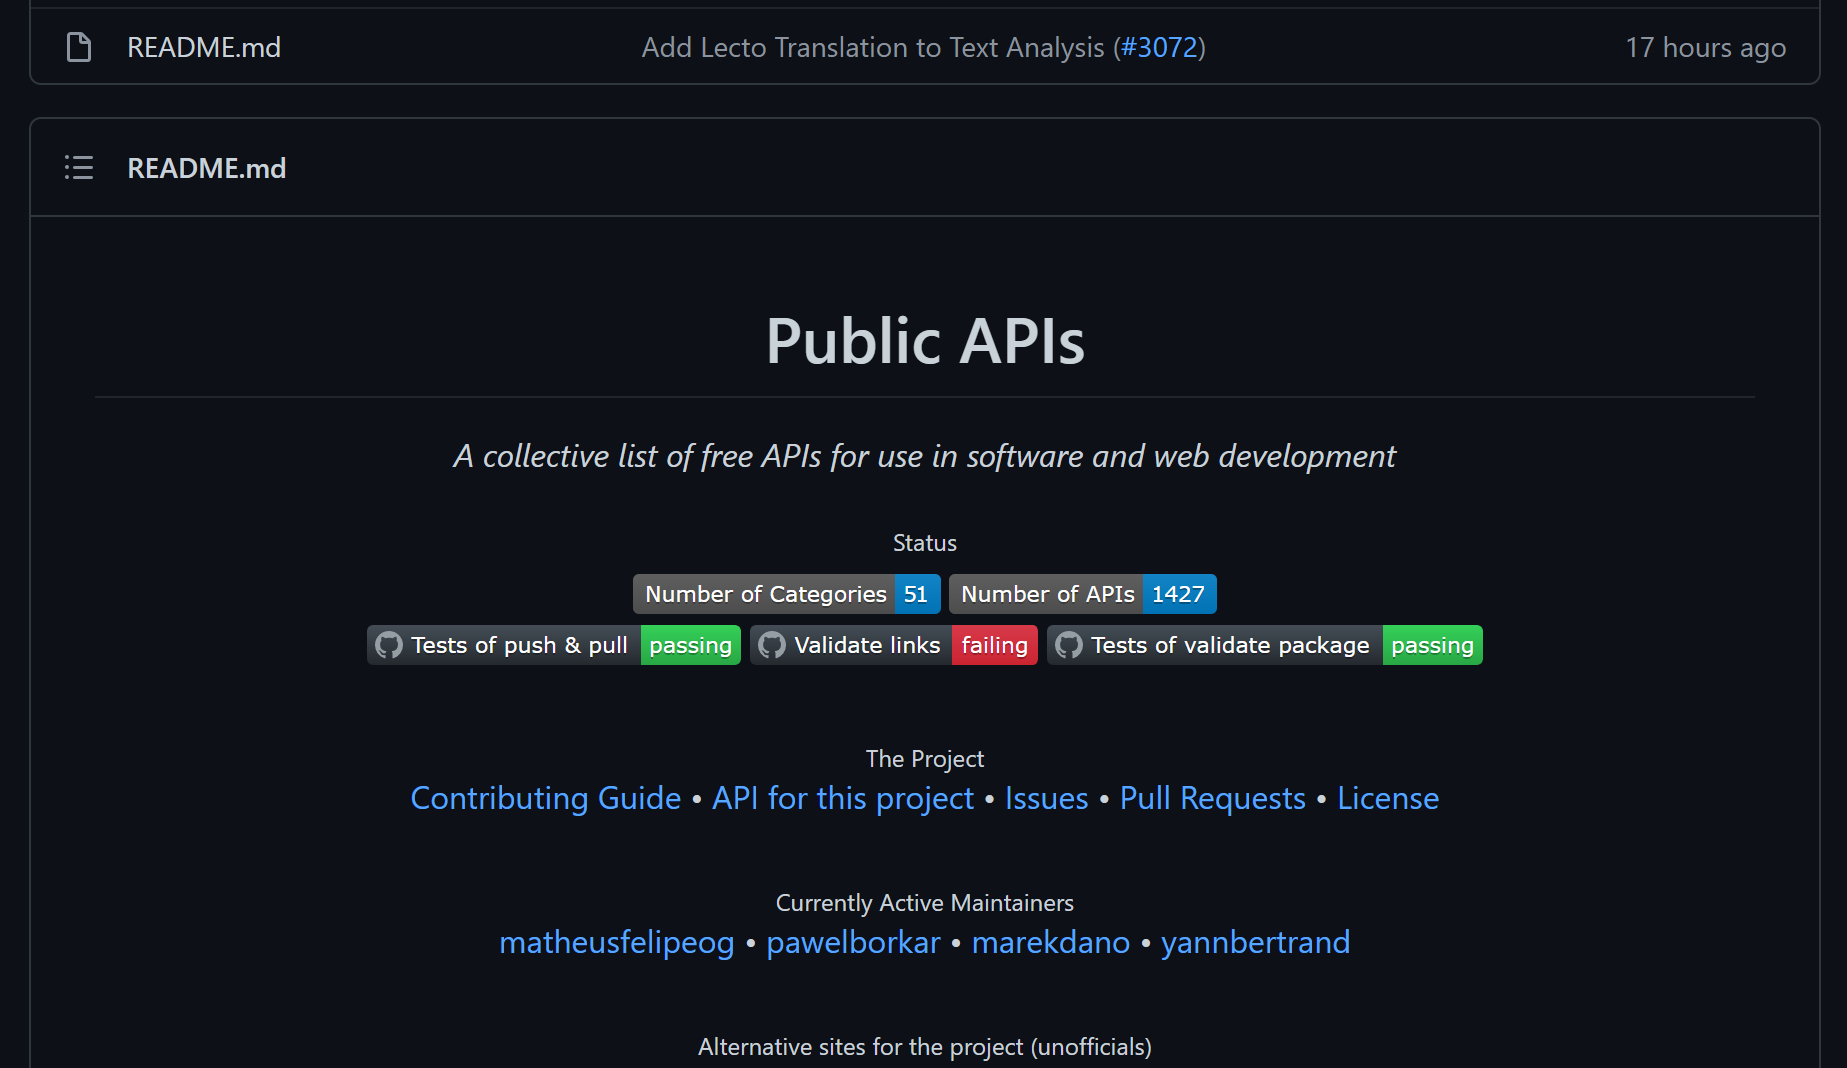 README.md Add Lecto Translation to Text Analysis (#3072) 17 hours ago
README.md
Public APIs
A collective list of free APIs for use in software and web development
Status
Number of Categories 51 Number of APIs 1427
Tests of push & pull passing Validate links failing Tests of validate package passing
The Project
Contributing Guide • API for this project • Issues • Pull Requests • License
Currently Active Maintainers
matheusfelipeog • pawelborkar • marekdano • yannbertrand
Alternative sites for the project (unofficials)